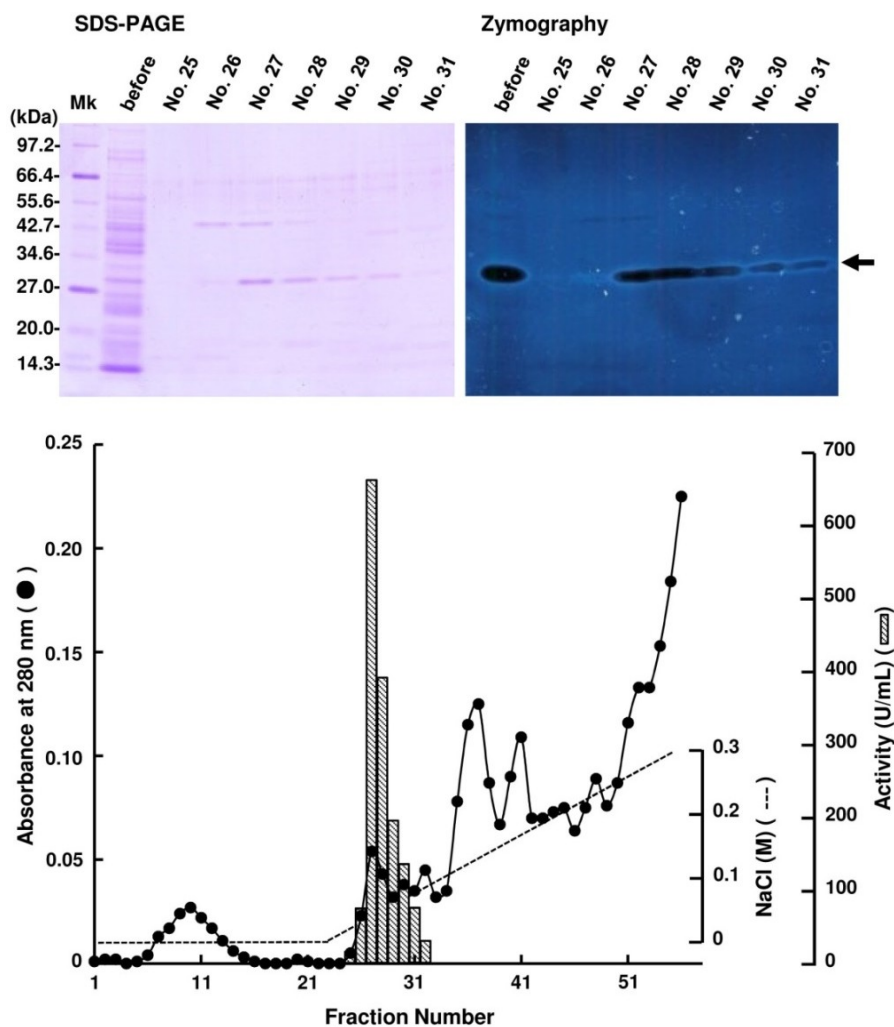 SDS-PAGE
Zymography
Mk
before
No. 25
No. 26
No. 27
No. 28
No. 29
No. 30
No. 31
before
No. 25
No. 26
No. 27
No. 28
No. 29
No. 30
No. 31
(kDa)
97.2-
66.4-
55.6-
42.7-
34.6-
27.0-
20.0-
14.3-
0.25
0.20
0.15
0.10
0.05
0
Absorbance at 280 nm ( )
1
11
21
31
41
51
Fraction Number
0.3
0.2
0.1
0
NaCl (M) ( --- )
700
600
500
400
300
200
100
0
Activity (U/mL) ( )